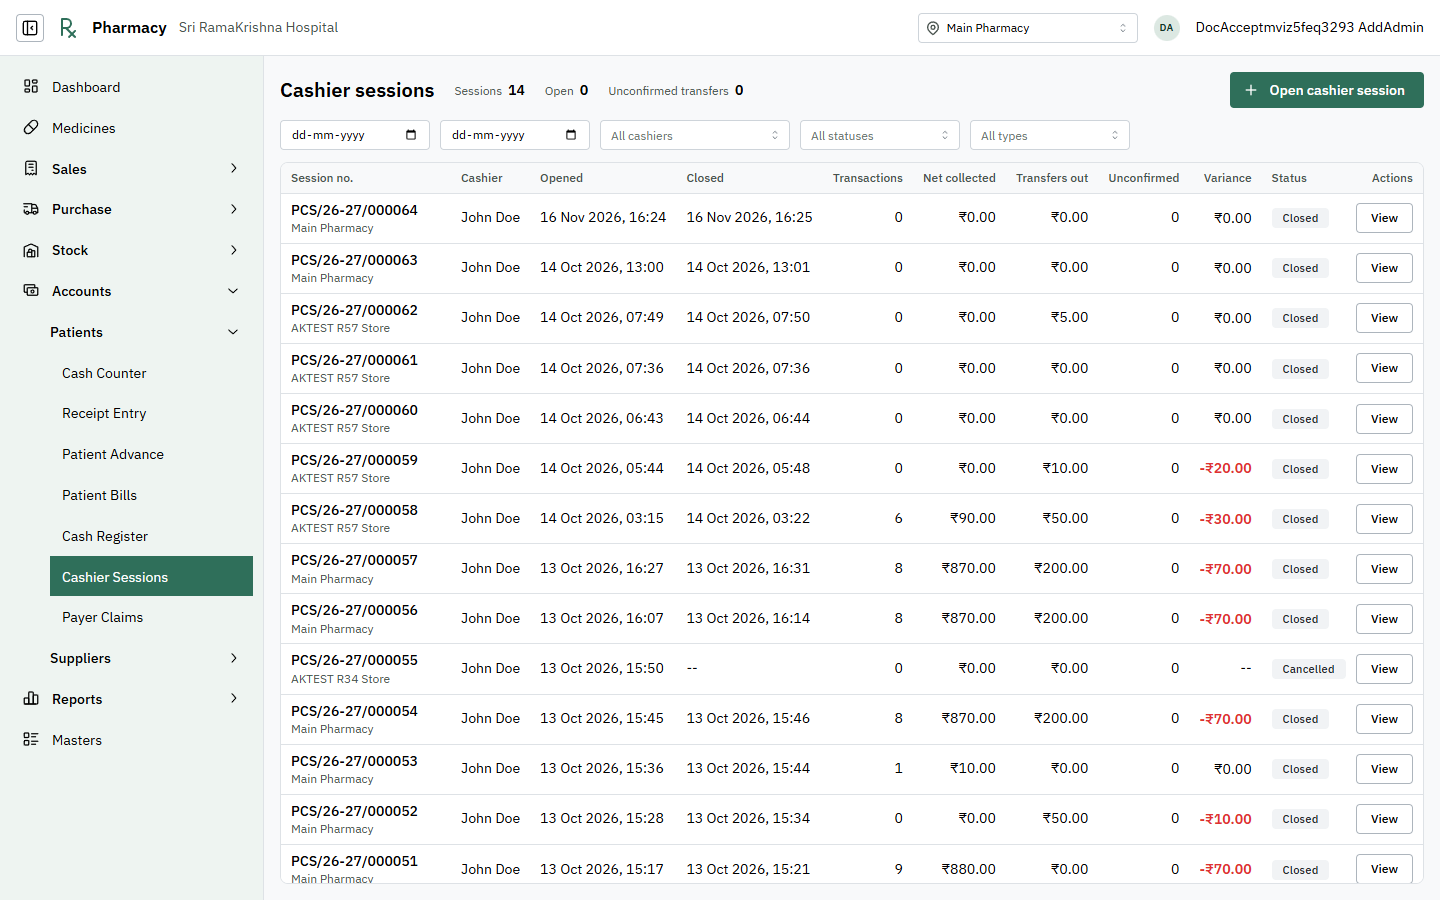 Pharmacy Sri RamaKrishna Hospital Main Pharmacy DA DocAcceptmviz5feq3293 AddAdmin
Dashboard
Medicines
Sales
Purchase
Stock
Accounts
Patients
Cash Counter
Receipt Entry
Patient Advance
Patient Bills
Cash Register
Cashier Sessions
Payer Claims
Suppliers
Reports
Masters
Cashier sessions Sessions 14 Open 0 Unconfirmed transfers 0 Open cashier session
dd-mm-yyyy dd-mm-yyyy All cashiers All statuses All types
Session no. Cashier Opened Closed Transactions Net collected Transfers out Unconfirmed Variance Status Actions
PCS/26-27/000064 John Doe 16 Nov 2026, 16:24 16 Nov 2026, 16:25 0 ₹0.00 ₹0.00 0 ₹0.00 Closed View
Main Pharmacy
PCS/26-27/000063 John Doe 14 Oct 2026, 13:00 14 Oct 2026, 13:01 0 ₹0.00 ₹0.00 0 ₹0.00 Closed View
Main Pharmacy
PCS/26-27/000062 John Doe 14 Oct 2026, 07:49 14 Oct 2026, 07:50 0 ₹0.00 ₹5.00 0 ₹0.00 Closed View
AKTEST R57 Store
PCS/26-27/000061 John Doe 14 Oct 2026, 07:36 14 Oct 2026, 07:36 0 ₹0.00 ₹0.00 0 ₹0.00 Closed View
AKTEST R57 Store
PCS/26-27/000060 John Doe 14 Oct 2026, 06:43 14 Oct 2026, 06:44 0 ₹0.00 ₹0.00 0 ₹0.00 Closed View
AKTEST R57 Store
PCS/26-27/000059 John Doe 14 Oct 2026, 05:44 14 Oct 2026, 05:48 0 ₹0.00 ₹10.00 0 -₹20.00 Closed View
AKTEST R57 Store
PCS/26-27/000058 John Doe 14 Oct 2026, 03:15 14 Oct 2026, 03:22 6 ₹90.00 ₹50.00 0 -₹30.00 Closed View
AKTEST R57 Store
PCS/26-27/000057 John Doe 13 Oct 2026, 16:27 13 Oct 2026, 16:31 8 ₹870.00 ₹200.00 0 -₹70.00 Closed View
Main Pharmacy
PCS/26-27/000056 John Doe 13 Oct 2026, 16:07 13 Oct 2026, 16:14 8 ₹870.00 ₹200.00 0 -₹70.00 Closed View
Main Pharmacy
PCS/26-27/000055 John Doe 13 Oct 2026, 15:50 -- 0 ₹0.00 ₹0.00 0 -- Cancelled View
AKTEST R34 Store
PCS/26-27/000054 John Doe 13 Oct 2026, 15:45 13 Oct 2026, 15:46 8 ₹870.00 ₹200.00 0 -₹70.00 Closed View
Main Pharmacy
PCS/26-27/000053 John Doe 13 Oct 2026, 15:36 13 Oct 2026, 15:44 1 ₹10.00 ₹0.00 0 ₹0.00 Closed View
Main Pharmacy
PCS/26-27/000052 John Doe 13 Oct 2026, 15:28 13 Oct 2026, 15:34 0 ₹0.00 ₹50.00 0 -₹10.00 Closed View
Main Pharmacy
PCS/26-27/000051 John Doe 13 Oct 2026, 15:17 13 Oct 2026, 15:21 9 ₹880.00 ₹0.00 0 -₹70.00 Closed View
Main Pharmacy